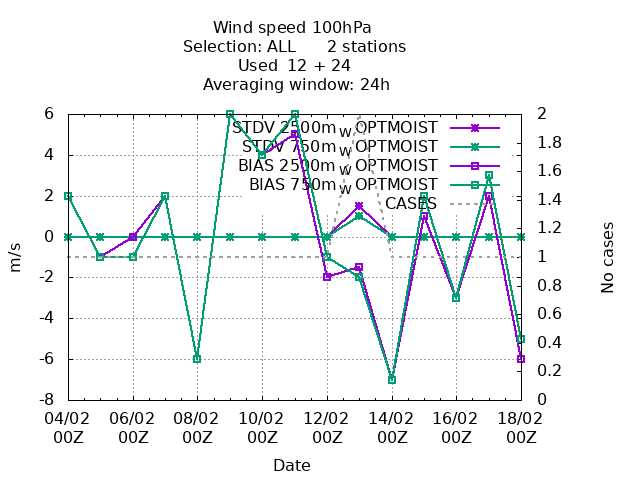 Wind speed 100hPa
Selection: ALL 2 stations
Used 12 + 24
Averaging window: 24h
STDV 2500m W OPTMOIST
STDV 750m W OPTMOIST
BIAS 2500m W OPTMOIST
BIAS 750m W OPTMOIST
CASES
6
4
2
0
-2
-4
-6
-8
m/s
2
1.8
1.6
1.4
1.2
1
0.8
0.6
0.4
0.2
0
No cases
04/02 06/02 08/02 10/02 12/02 14/02 16/02 18/02
00Z 00Z 00Z 00Z 00Z 00Z 00Z 00Z
Date